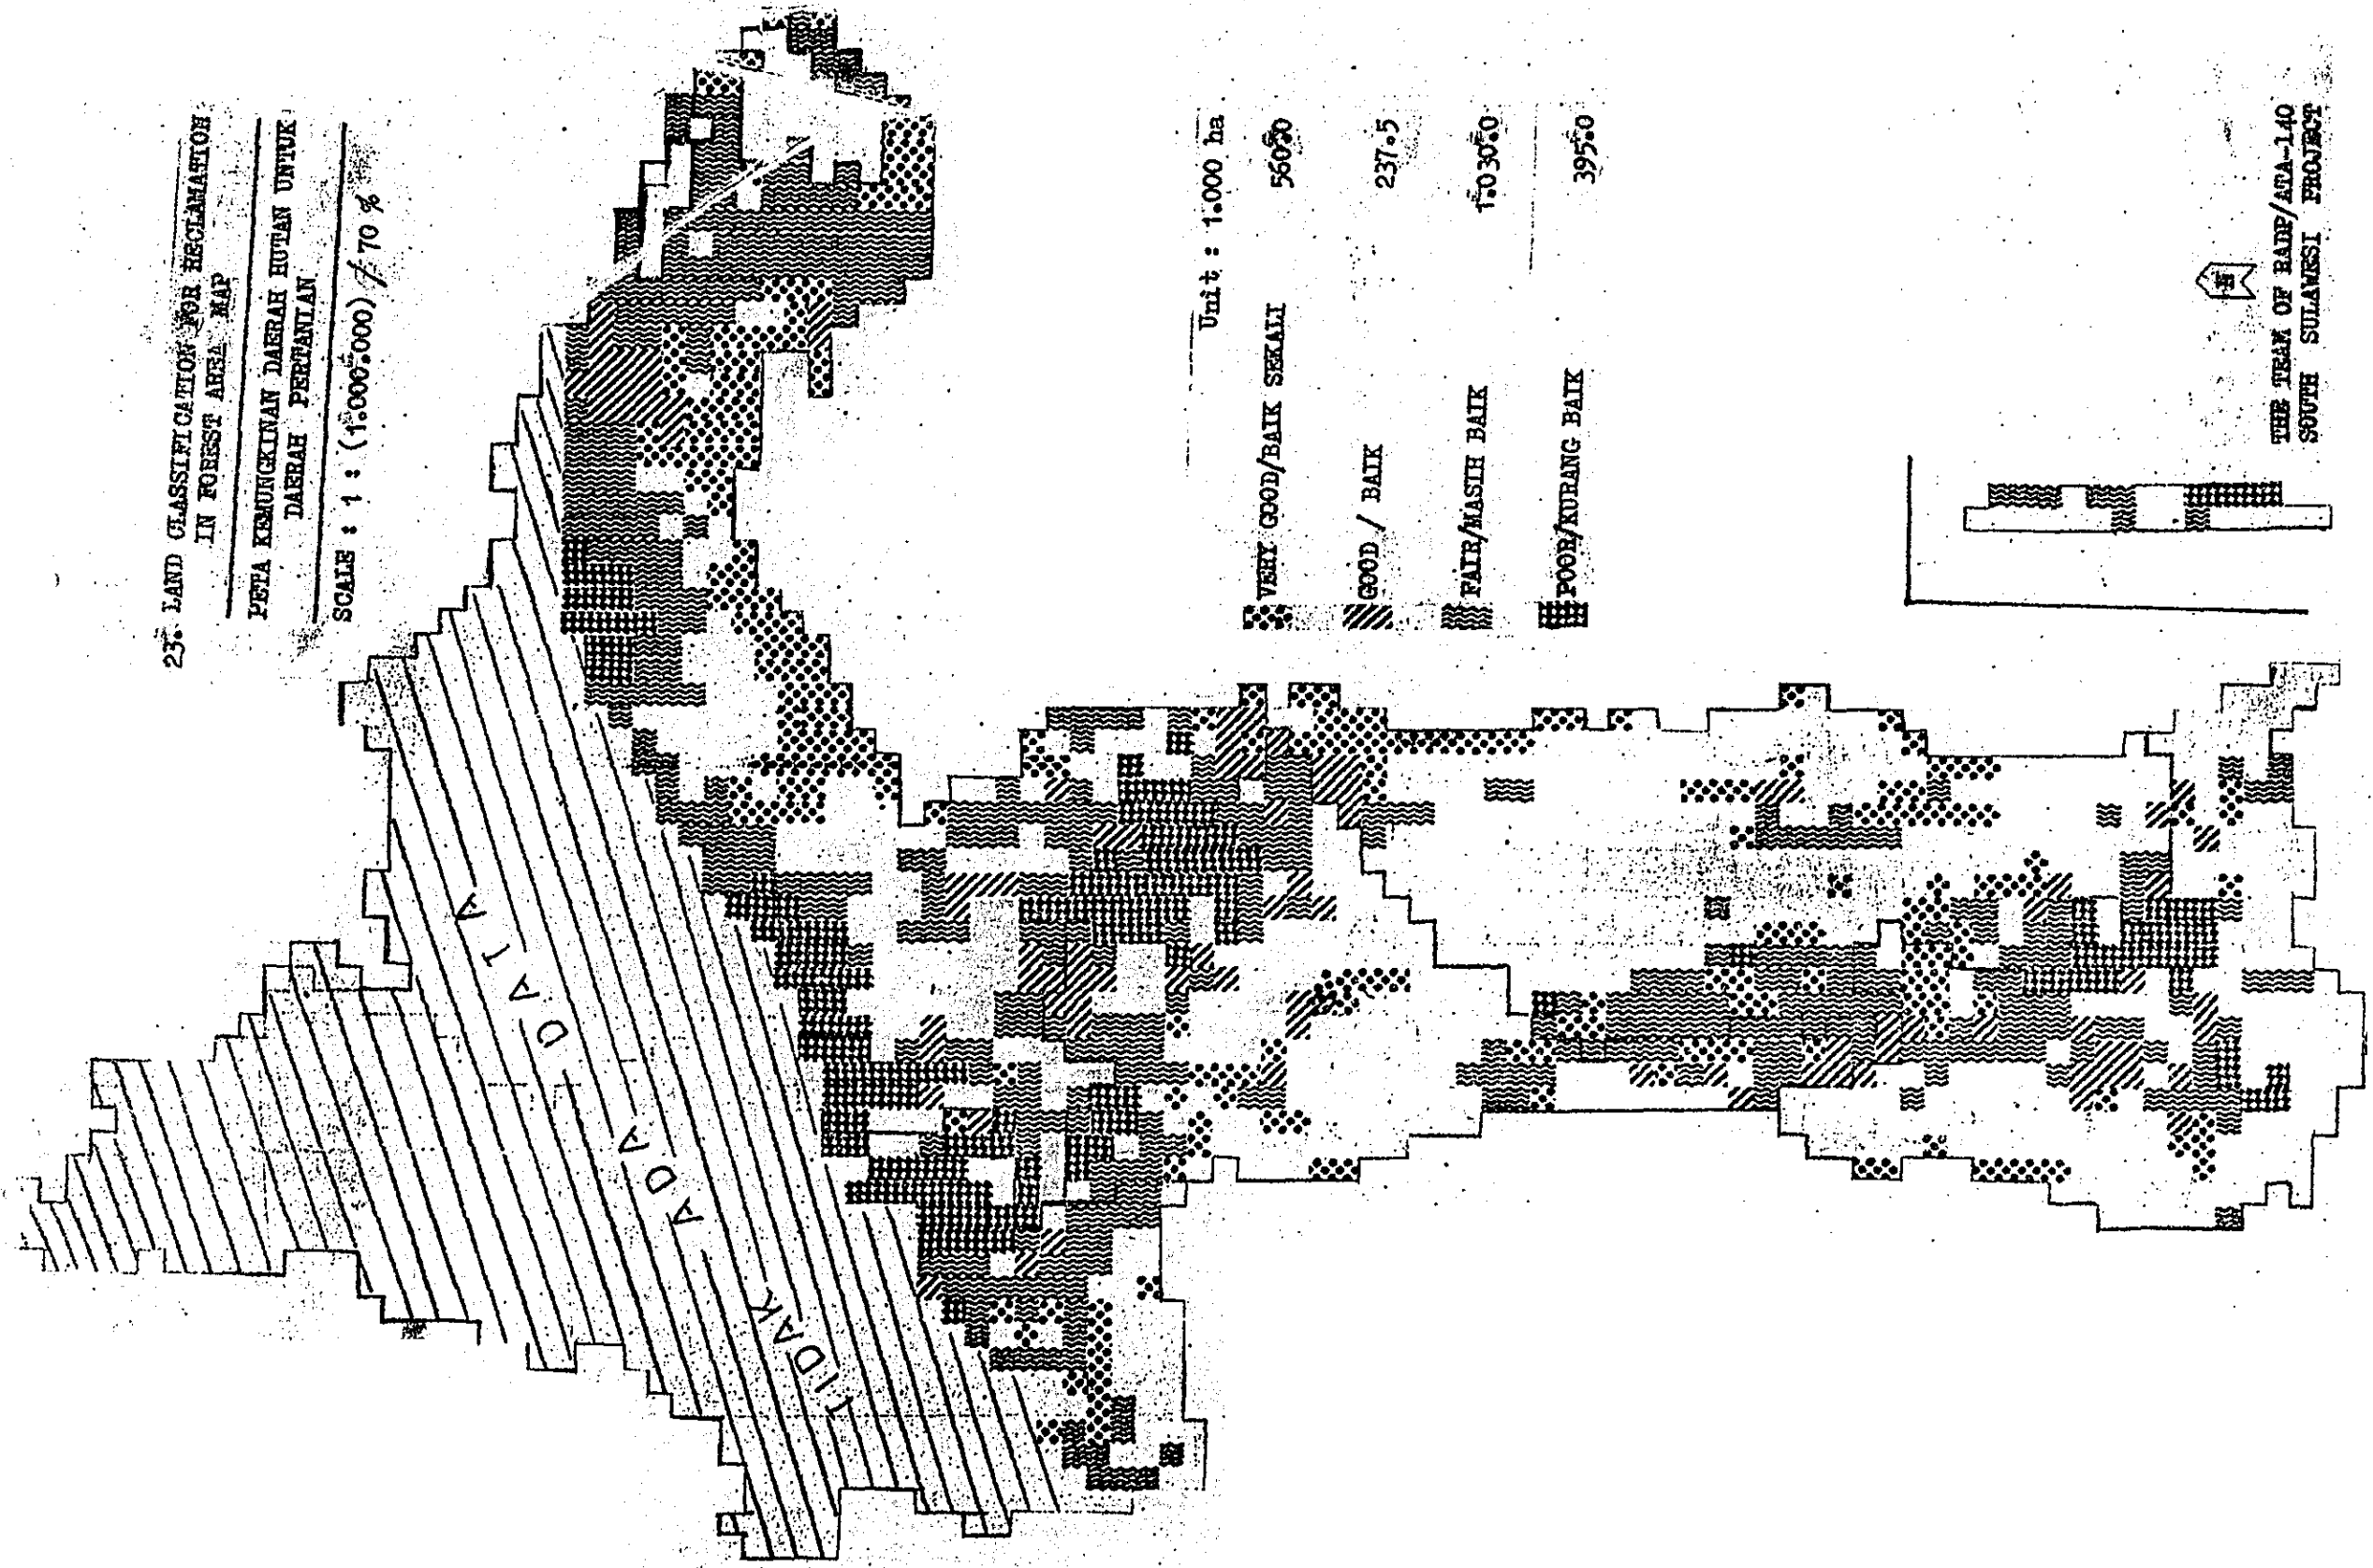 23. LAND CLASSIFICATION FOR RECLAMATION
IN FOREST AREA MAP
PETA KEMUNGKINAN DAERAH HUTAN UNTUK
DAERAH PERTANIAN
SCALE : 1 : (1.000.000) / 70 %
Unit : 1.000 ha
VERY GOOD/BAIK SEKALI 560.0
GOOD / BAIK 237.5
FAIR/MASIH BAIK 1.030.0
POOR/KURANG BAIK 395.0
TIDAK ADA DATA
N
THE TEAM OF RADP/ATA-140
SOUTH SULAWESI PROJECT